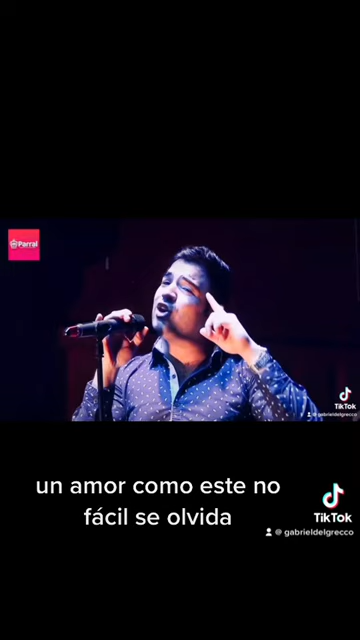 Parral
TikTok
@gabrieldelgrecco
un amor como este no
fácil se olvida
TikTok
@ gabrieldelgrecco